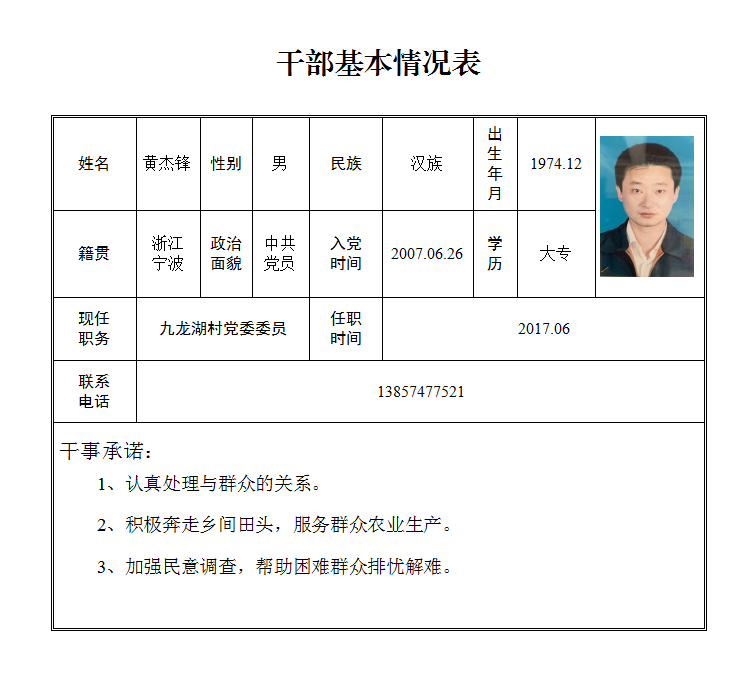 干部基本情况表
姓名 黄杰锋 性别 男 民族 汉族 出生年月 1974.12
籍贯 浙江宁波 政治面貌 中共党员 入党时间 2007.06.26 学历 大专
现任职务 九龙湖村党委委员 任职时间 2017.06
联系电话 13857477521
干事承诺：
1、认真处理与群众的关系。
2、积极奔走乡间田头，服务群众农业生产。
3、加强民意调查，帮助困难群众排忧解难。